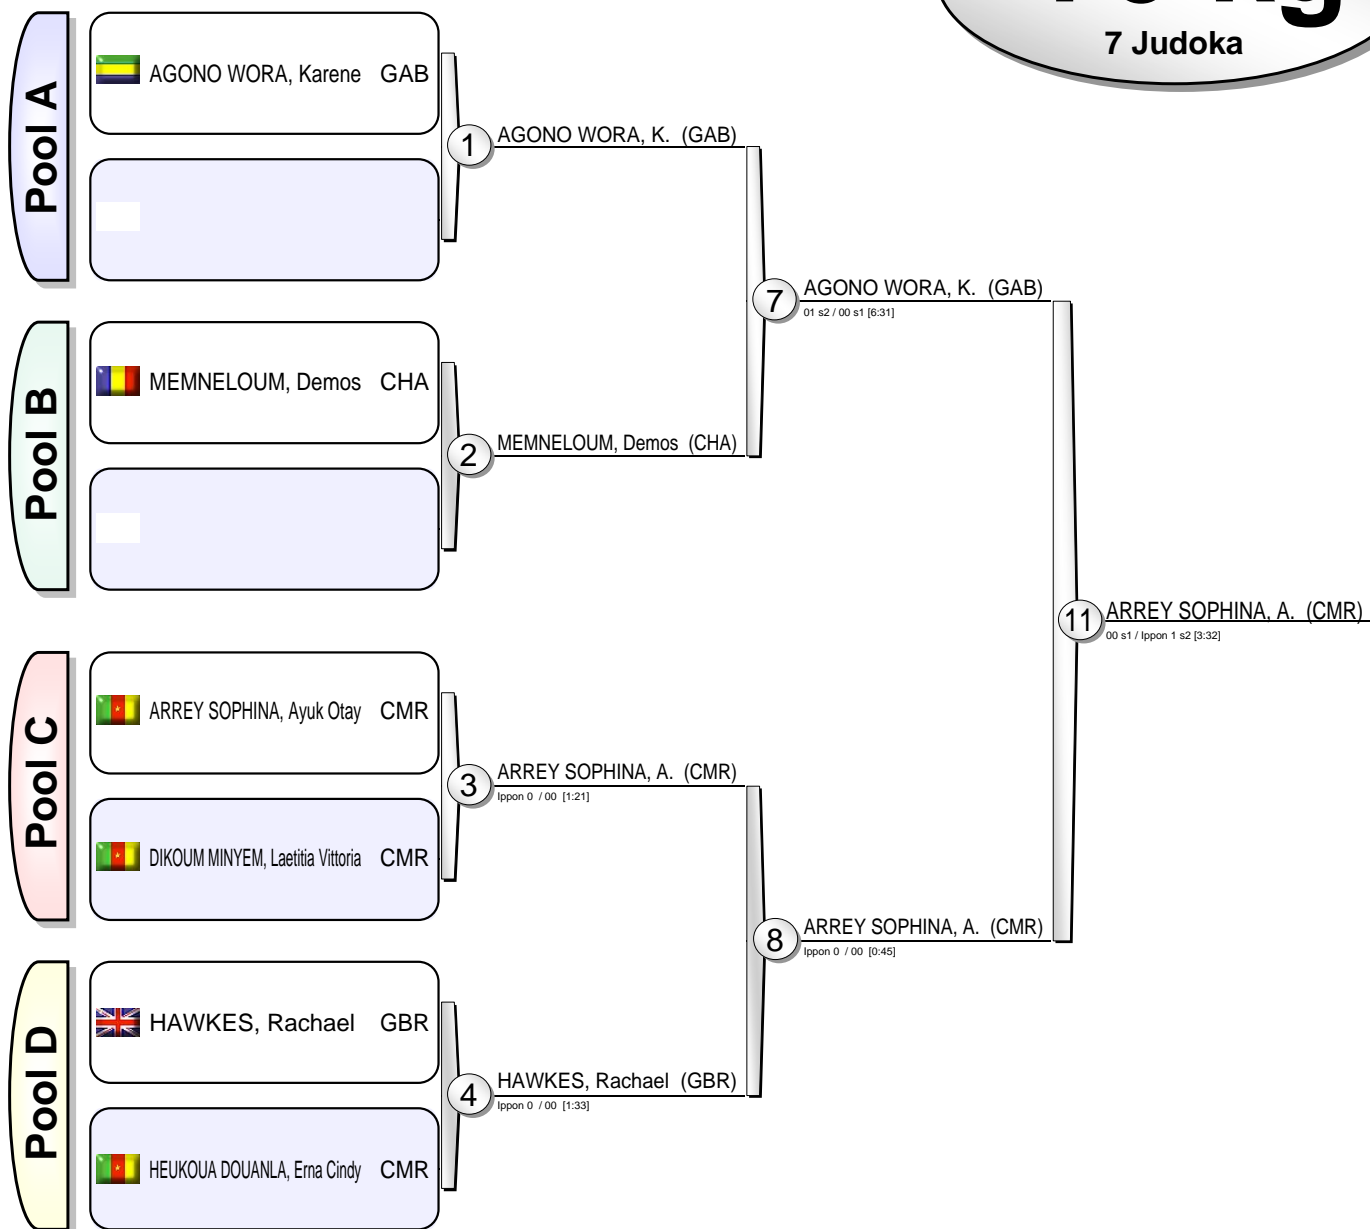 7 Judoka
Pool A
AGONO WORA, Karene GAB
1
AGONO WORA, K. (GAB)
7
AGONO WORA, K. (GAB)
01 s2 / 00 s1 [6:31]
Pool B
MEMNELOUM, Demos CHA
2
MEMNELOUM, Demos (CHA)
11
ARREY SOPHINA, A. (CMR)
00 s1 / Ippon 1 s2 [3:32]
Pool C
ARREY SOPHINA, Ayuk Otay CMR
3
ARREY SOPHINA, A. (CMR)
Ippon 0 / 00 [1:21]
DIKOUM MINYEM, Laetitia Vittoria CMR
8
ARREY SOPHINA, A. (CMR)
Ippon 0 / 00 [0:45]
Pool D
HAWKES, Rachael GBR
4
HAWKES, Rachael (GBR)
Ippon 0 / 00 [1:33]
HEUKOUA DOUANLA, Erna Cindy CMR